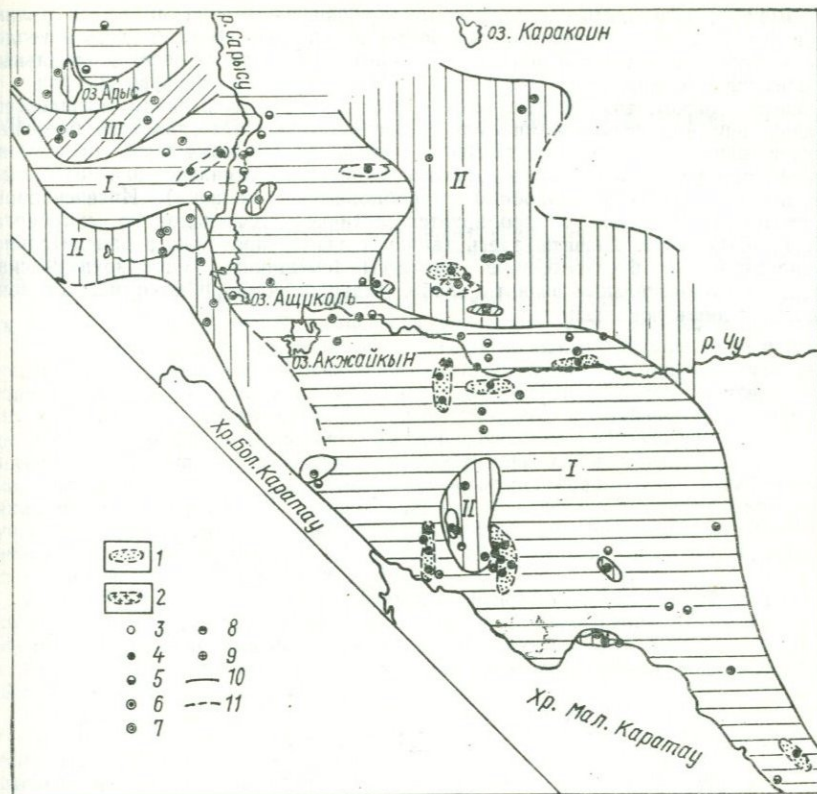 оз. Каракоин
р. Сарысу
оз. Арыс
III
I
II
II
оз. Ащиколь
оз. Акжайкын
р. Чу
Хр. Бол. Каратау
I
II
1
2
3 8
4 9
5 10
6 11
7
Хр. Мал. Каратау